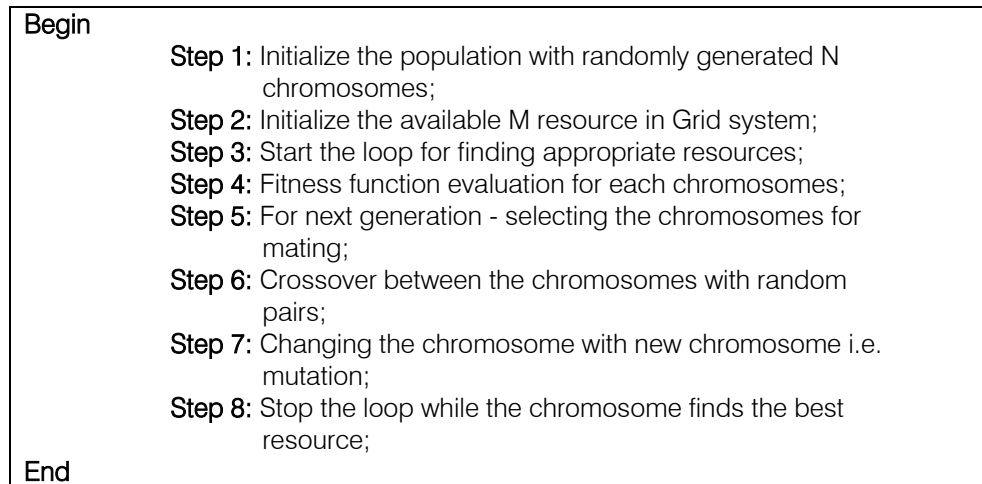 Begin
Step 1: Initialize the population with randomly generated N
chromosomes;
Step 2: Initialize the available M resource in Grid system;
Step 3: Start the loop for finding appropriate resources;
Step 4: Fitness function evaluation for each chromosomes;
Step 5: For next generation - selecting the chromosomes for
mating;
Step 6: Crossover between the chromosomes with random
pairs;
Step 7: Changing the chromosome with new chromosome i.e.
mutation;
Step 8: Stop the loop while the chromosome finds the best
resource;
End